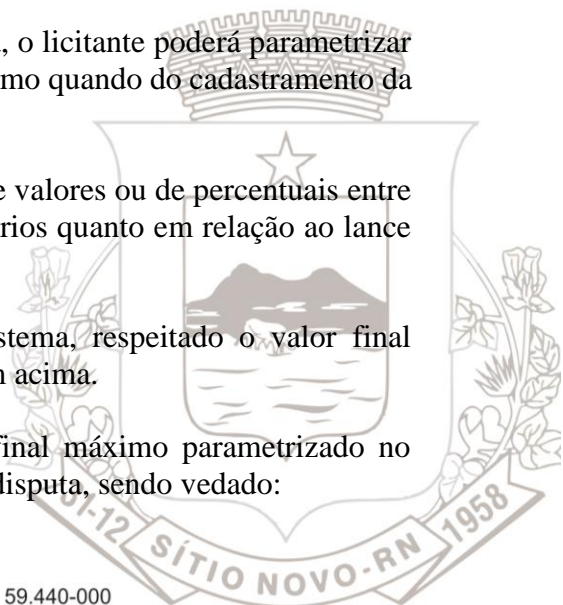 , o licitante poderá parametrizar
mo quando do cadastramento da
e valores ou de percentuais entre
rios quanto em relação ao lance
stema, respeitado o valor final
acima.
final máximo parametrizado no
disputa, sendo vedado:
31-12 SÍTIO NOVO-RN 1958
59.440-000